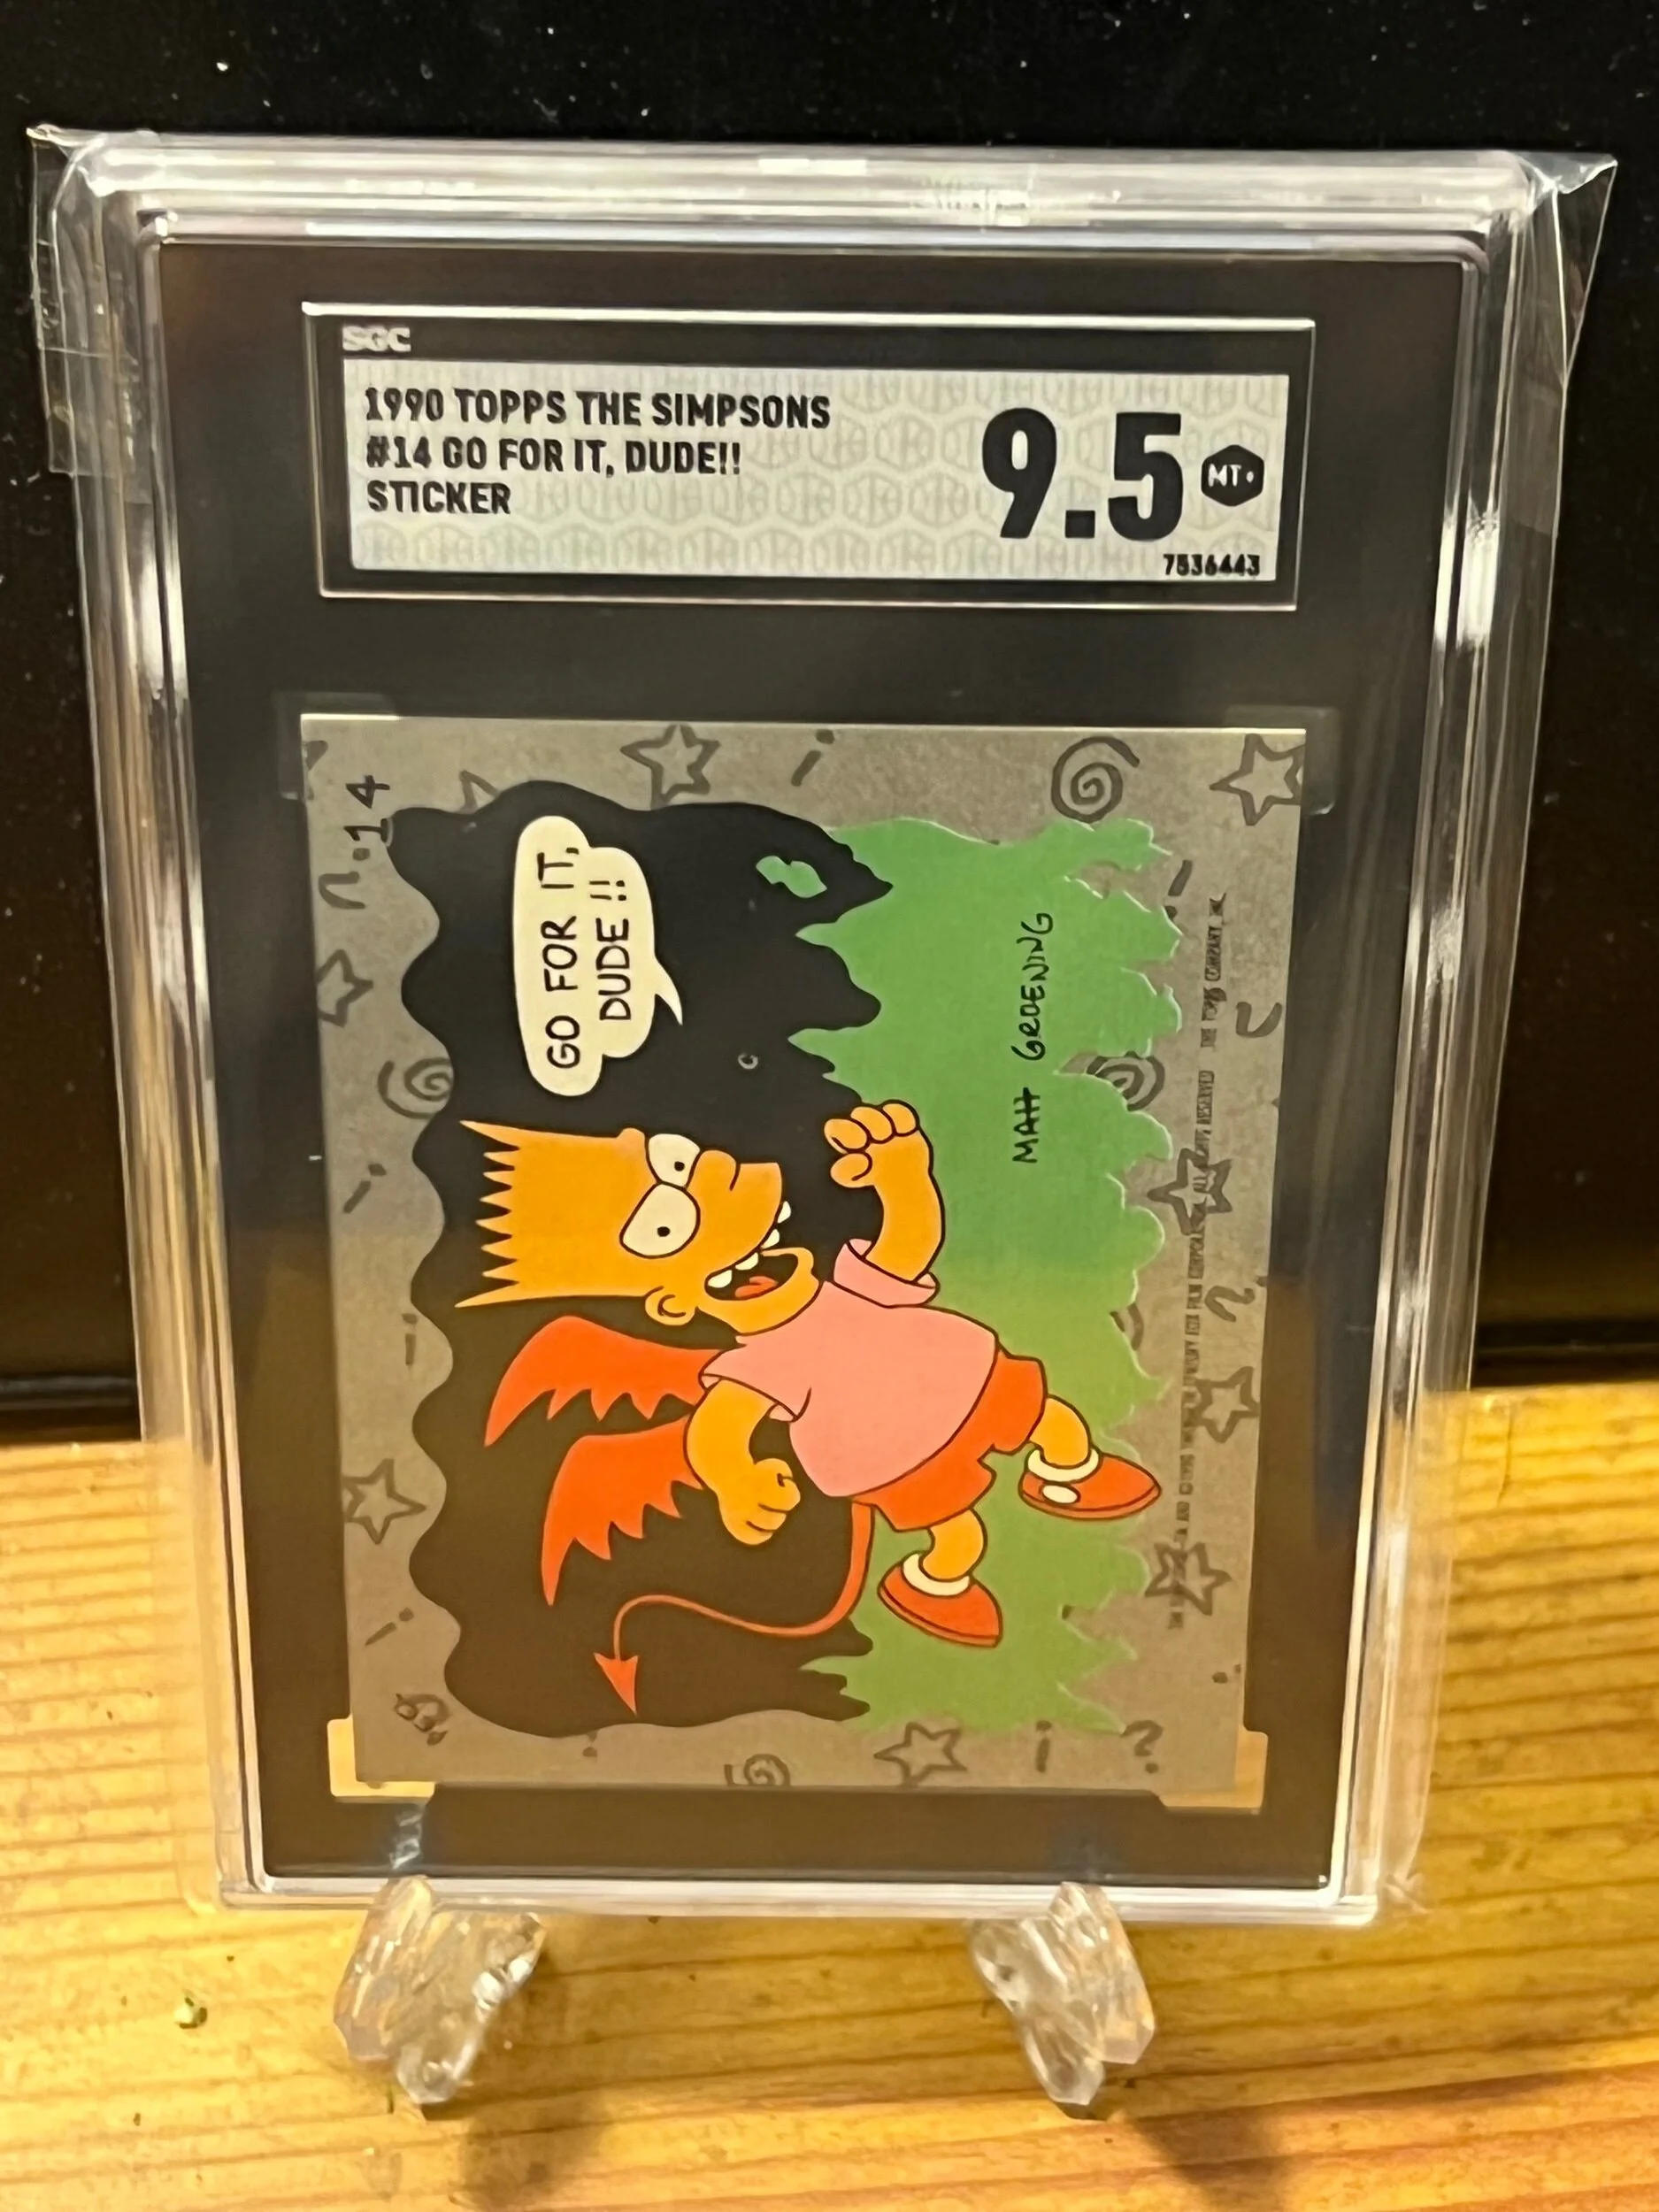 SGC
1990 TOPPS THE SIMPSONS
#14 GO FOR IT, DUDE!!
STICKER
9.5
MT+
7536443
14
GO FOR IT,
DUDE!!
MATT GROENING